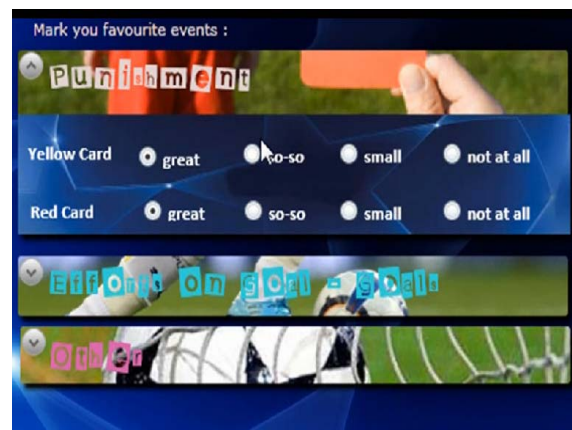 Mark you favourite events :
Punishment
Yellow Card great so-so small not at all
Red Card great so-so small not at all
Efforts on goal - goals
Other